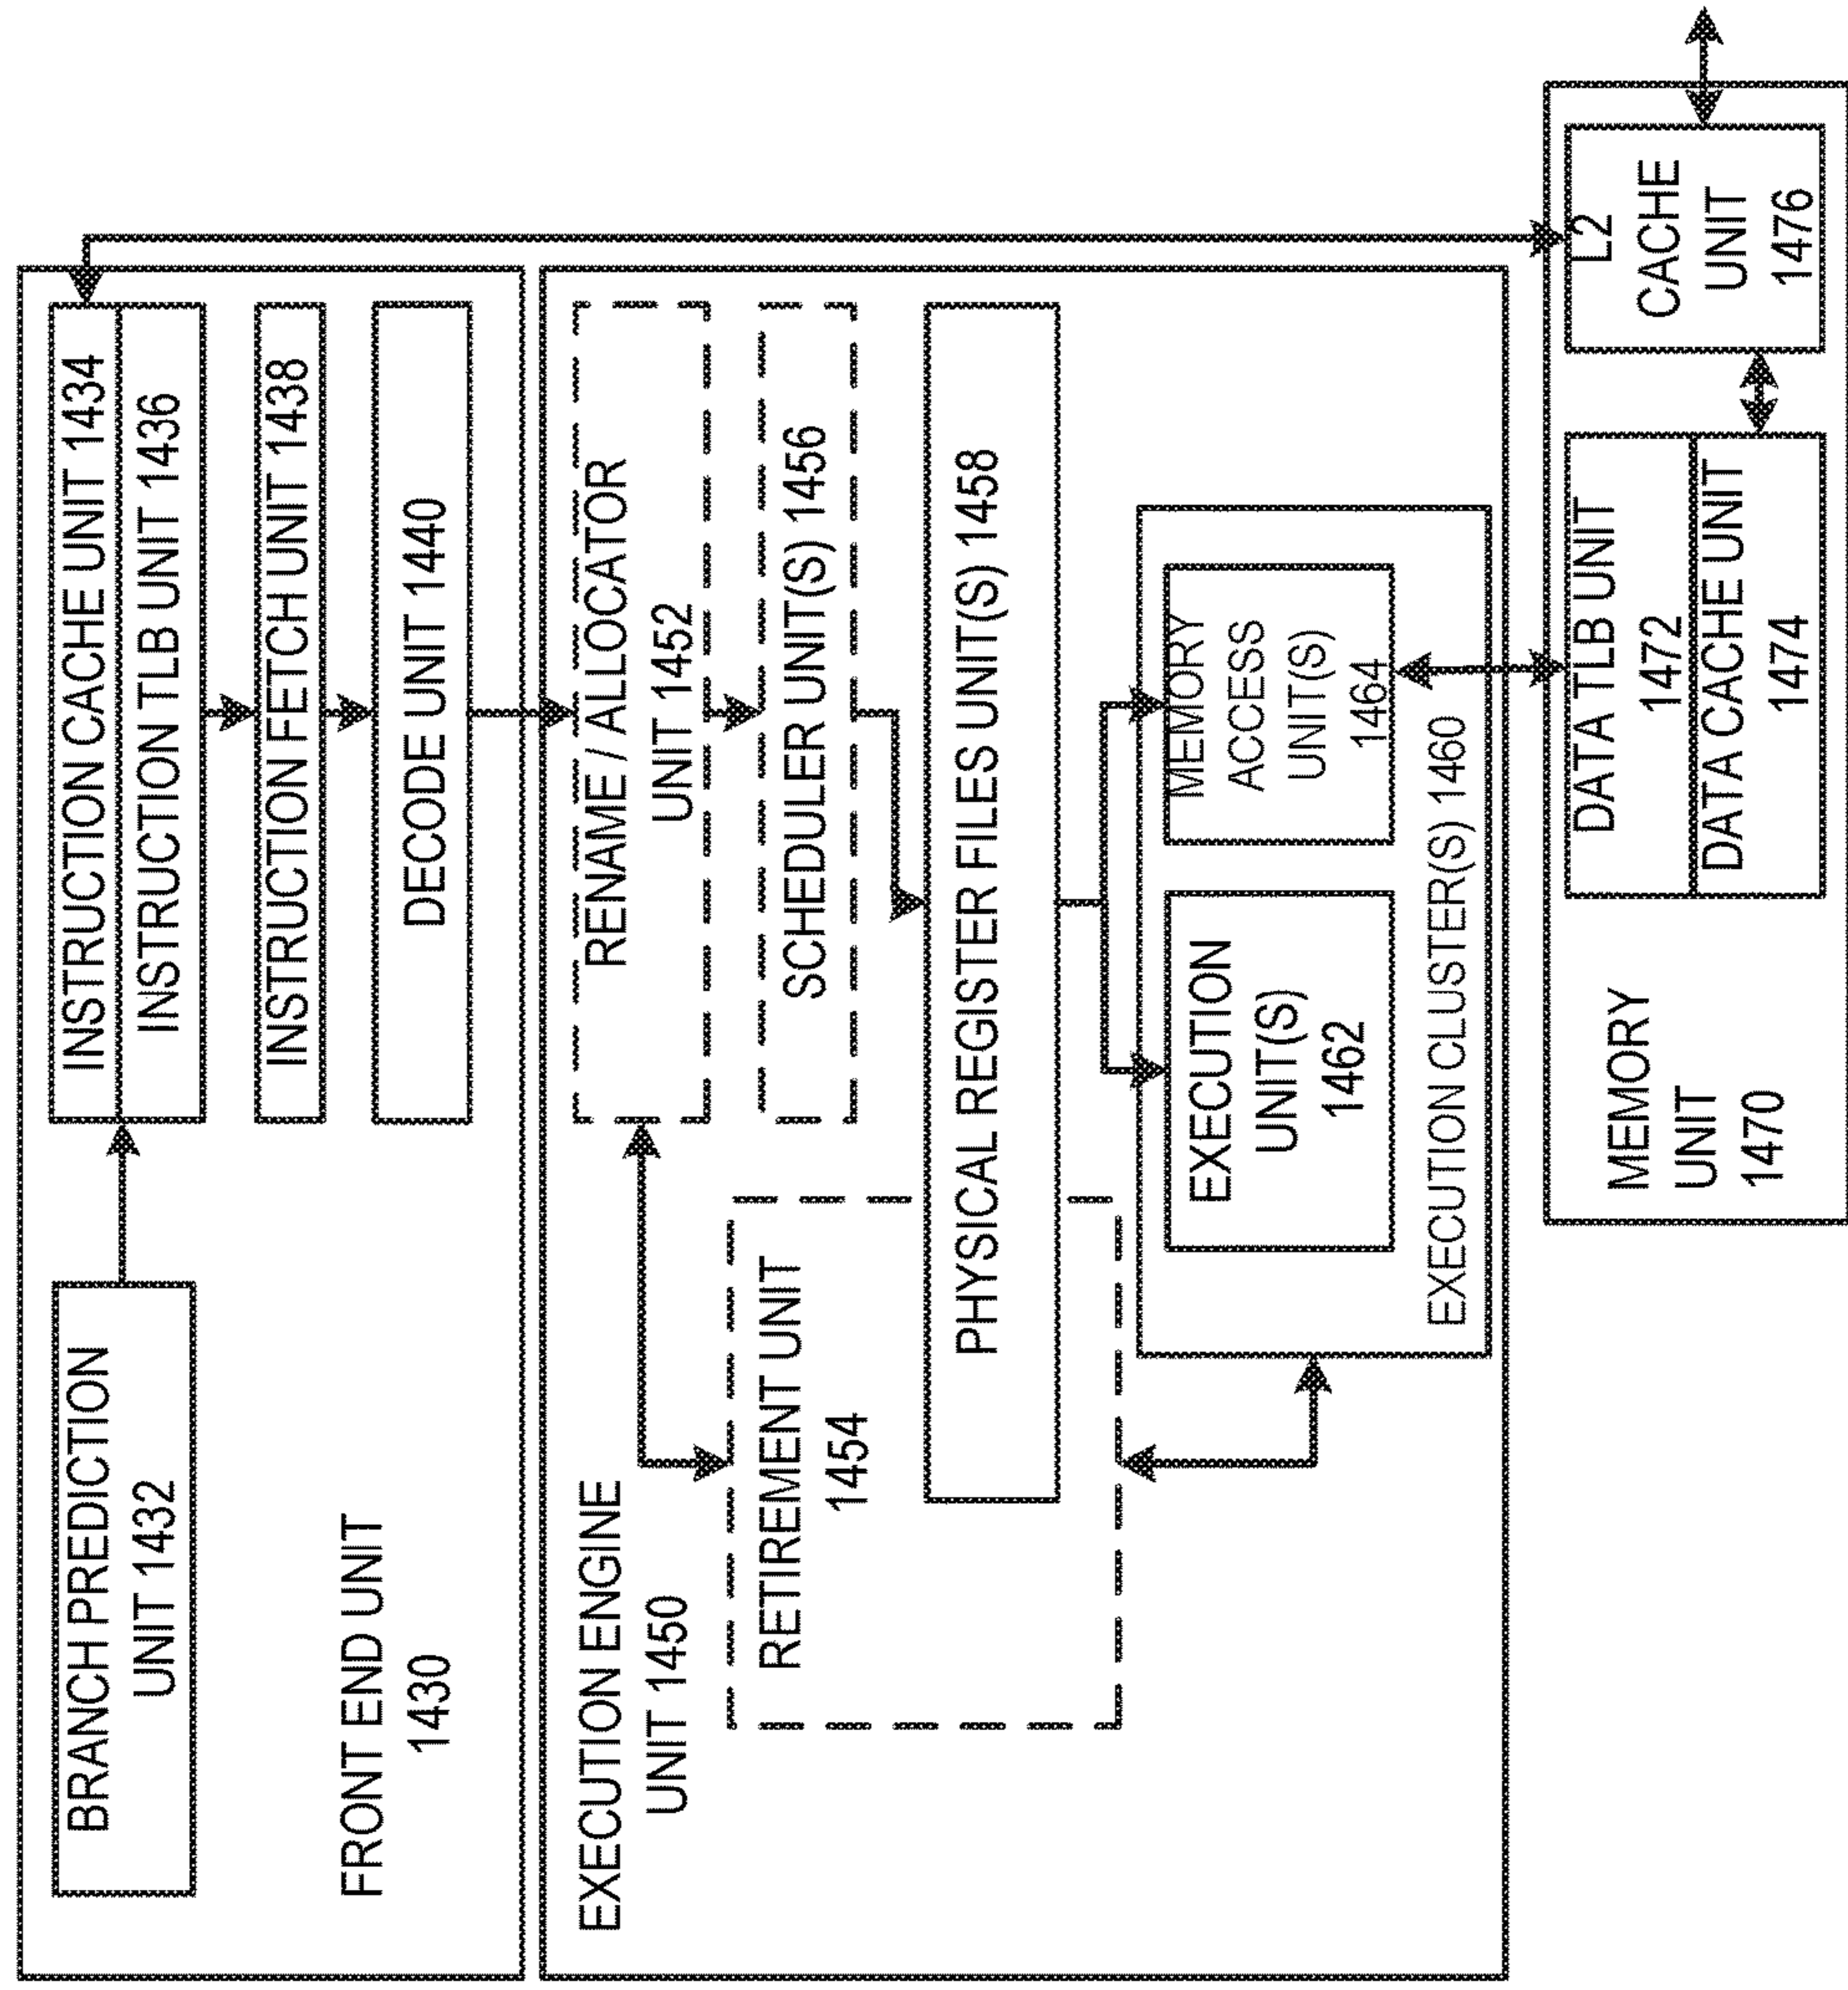 BRANCH PREDICTION
UNIT 1432
INSTRUCTION CACHE UNIT 1434
INSTRUCTION TLB UNIT 1436
INSTRUCTION FETCH UNIT 1438
DECODE UNIT 1440
FRONT END UNIT
1430
EXECUTION ENGINE
UNIT 1450
RENAME / ALLOCATOR
UNIT 1452
RETIREMENT UNIT
1454
SCHEDULER UNIT(S) 1456
PHYSICAL REGISTER FILES UNIT(S) 1458
EXECUTION
UNIT(S)
1462
MEMORY
ACCESS
UNIT(S)
1464
EXECUTION CLUSTER(S) 1460
MEMORY
UNIT
1470
DATA TLB UNIT
1472
DATA CACHE UNIT
1474
L2
CACHE
UNIT
1476